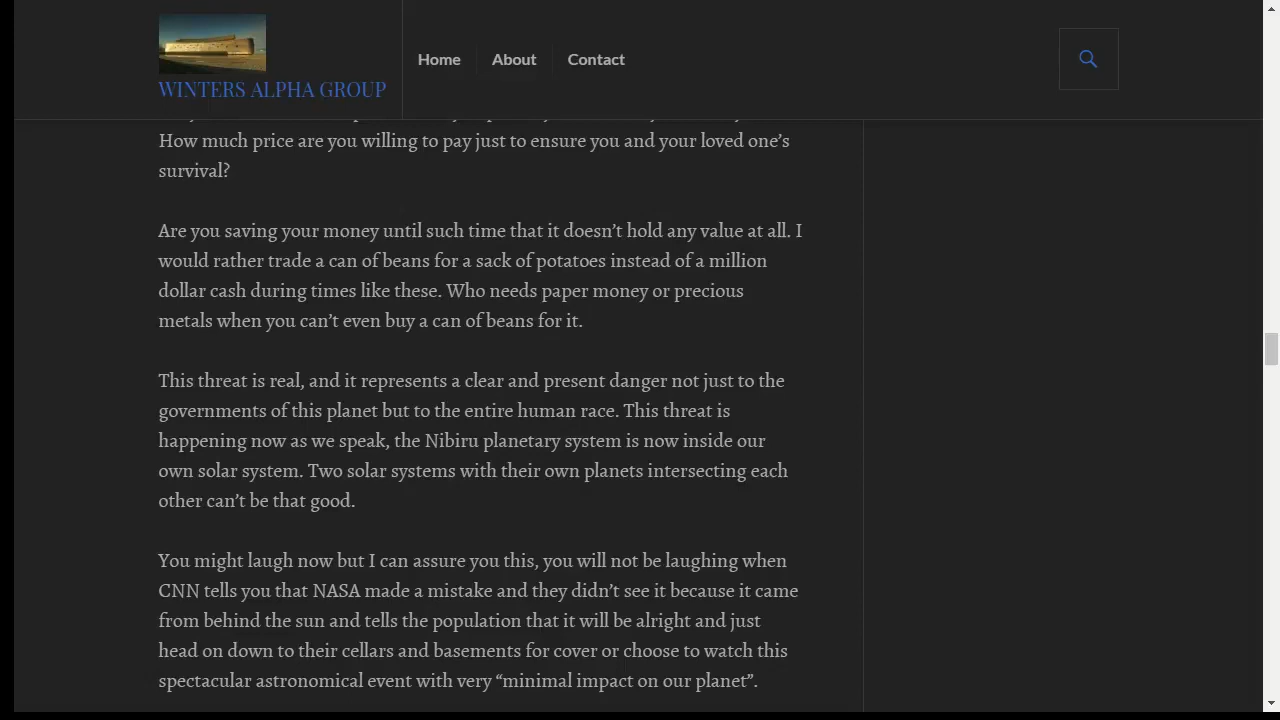 Home
About
Contact
WINTERS ALPHA GROUP
How much price are you willing to pay just to ensure you and your loved one’s
survival?
Are you saving your money until such time that it doesn’t hold any value at all. I
would rather trade a can of beans for a sack of potatoes instead of a million
dollar cash during times like these. Who needs paper money or precious
metals when you can’t even buy a can of beans for it.
This threat is real, and it represents a clear and present danger not just to the
governments of this planet but to the entire human race. This threat is
happening now as we speak, the Nibiru planetary system is now inside our
own solar system. Two solar systems with their own planets intersecting each
other can’t be that good.
You might laugh now but I can assure you this, you will not be laughing when
CNN tells you that NASA made a mistake and they didn’t see it because it came
from behind the sun and tells the population that it will be alright and just
head on down to their cellars and basements for cover or choose to watch this
spectacular astronomical event with very “minimal impact on our planet”.